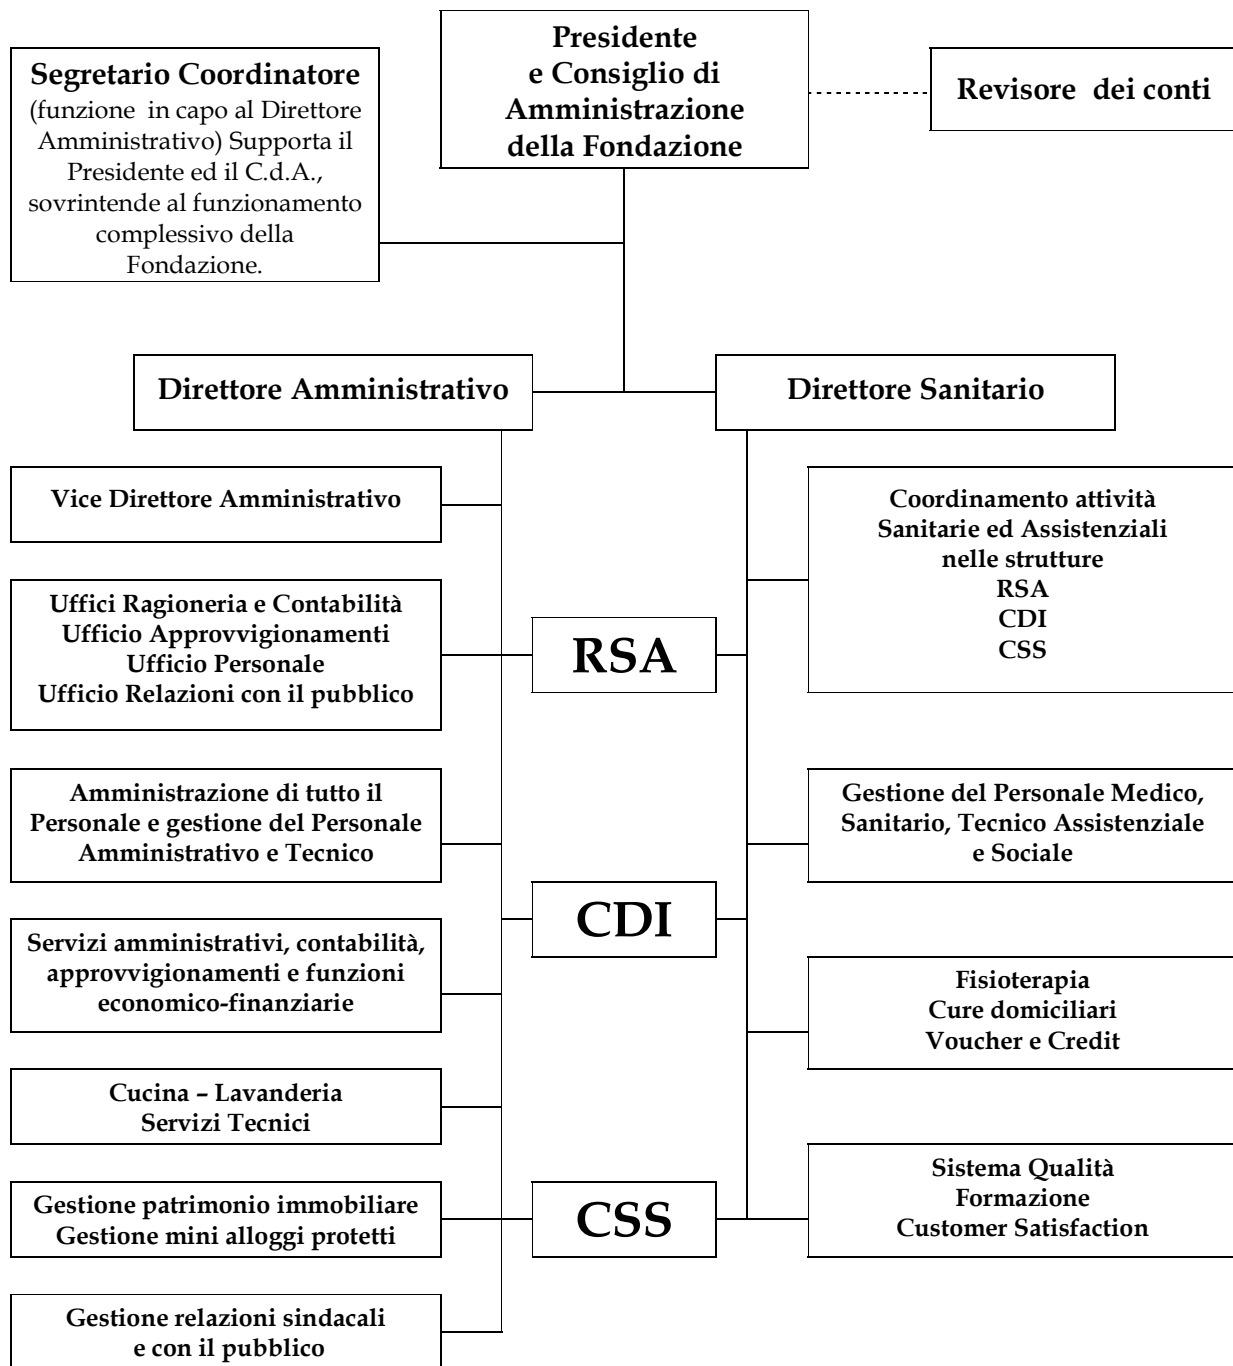 Presidente
e Consiglio di
Amministrazione
della Fondazione
Segretario Coordinatore
(funzione in capo al Direttore
Amministrativo) Supporta il
Presidente ed il C.d.A.,
sovrintende al funzionamento
complessivo della
Fondazione.
Revisore dei conti
Direttore Amministrativo
Direttore Sanitario
Vice Direttore Amministrativo
Uffici Ragioneria e Contabilità
Ufficio Approvvigionamenti
Ufficio Personale
Ufficio Relazioni con il pubblico
Amministrazione di tutto il
Personale e gestione del Personale
Amministrativo e Tecnico
Servizi amministrativi, contabilità,
approvvigionamenti e funzioni
economico-finanziarie
Cucina – Lavanderia
Servizi Tecnici
Gestione patrimonio immobiliare
Gestione mini alloggi protetti
Gestione relazioni sindacali
e con il pubblico
RSA
CDI
CSS
Coordinamento attività
Sanitarie ed Assistenziali
nelle strutture
RSA
CDI
CSS
Gestione del Personale Medico,
Sanitario, Tecnico Assistenziale
e Sociale
Fisioterapia
Cure domiciliari
Voucher e Credit
Sistema Qualità
Formazione
Customer Satisfaction